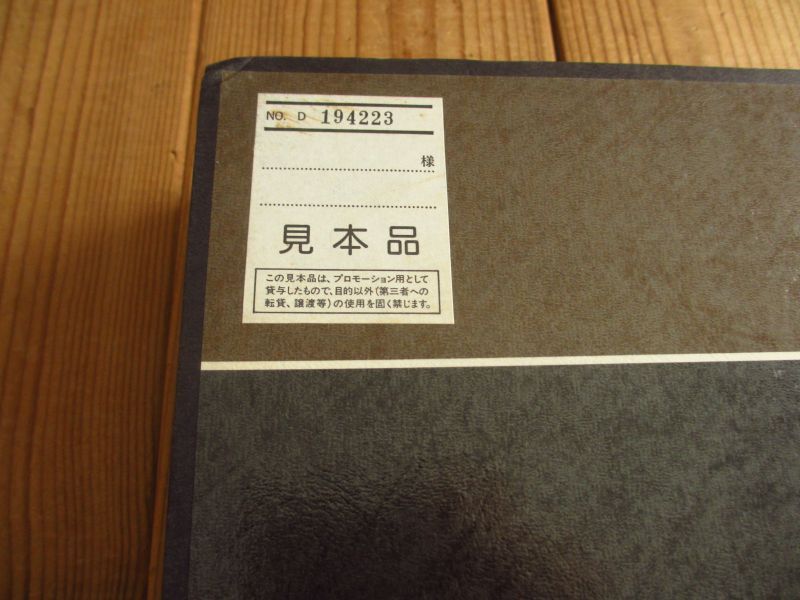 NO. D 194223
様
見本品
この見本品は、プロモーション用として
貸与したもので、目的以外(第三者への
転貸、譲渡等)の使用を固く禁じます。